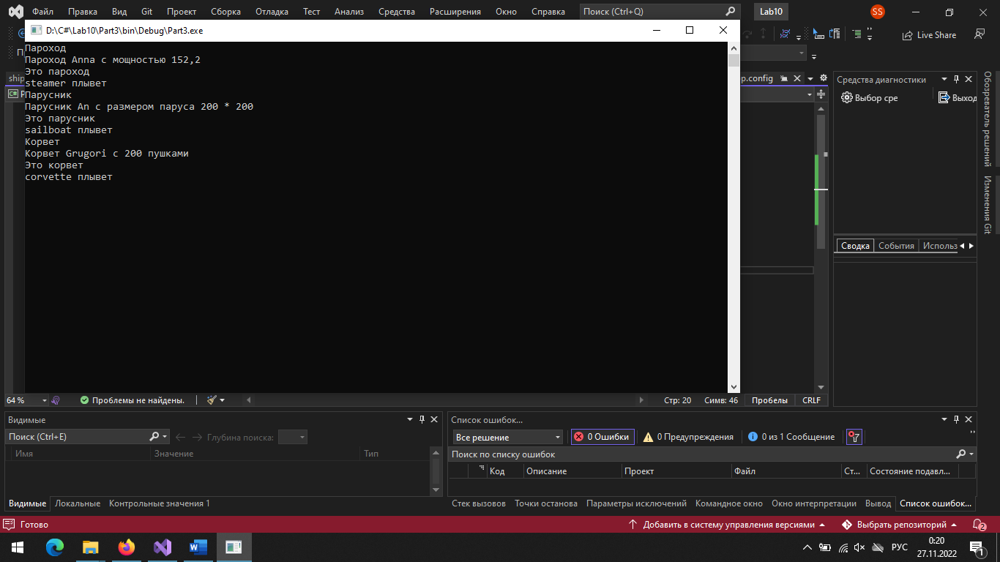 Файл Правка Вид Git Проект Сборка Отладка Тест Анализ Средства Расширения Окно Справка Поиск (Ctrl+Q) Lab10 SS
D:\C#\Lab10\Part3\bin\Debug\Part3.exe
Live Share
Пароход
Пароход Anna с мощностью 152,2
Это пароход
steamer плывет
Парусник
Парусник An с размером паруса 200 * 200
Это парусник
sailboat плывет
Корвет
Корвет Grugori с 200 пушками
Это корвет
corvette плывет
ship
C#
p.config
Средства диагностики
Выбор сре Выход
Сводка События Использ
Обозреватель решений
Изменения Git
64 % Проблемы не найдены. Стр: 20 Симв: 46 Пробелы CRLF
Видимые
Поиск (Ctrl+E) Глубина поиска:
Имя Значение Тип
Видимые Локальные Контрольные значения 1
Список ошибок...
Все решение 0 Ошибки 0 Предупреждения 0 из 1 Сообщение
Поиск по списку ошибок
Код Описание Проект Файл Ст... Состояние подавл...
Стек вызовов Точки останова Параметры исключений Командное окно Окно интерпретации Вывод Список ошибок...
Готово Добавить в систему управления версиями Выбрать репозиторий 2
РУС 0:20
27.11.2022 1